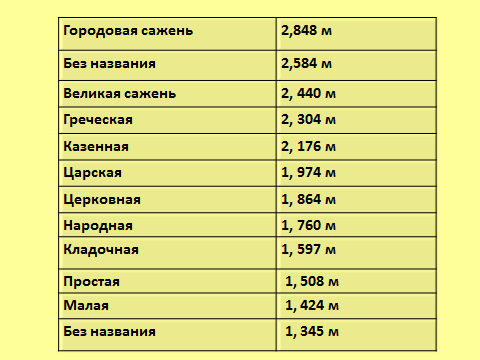 Городовая сажень 2,848 м
Без названия 2,584 м
Великая сажень 2, 440 м
Греческая 2, 304 м
Казенная 2, 176 м
Царская 1, 974 м
Церковная 1, 864 м
Народная 1, 760 м
Кладочная 1, 597 м
Простая 1, 508 м
Малая 1, 424 м
Без названия 1, 345 м